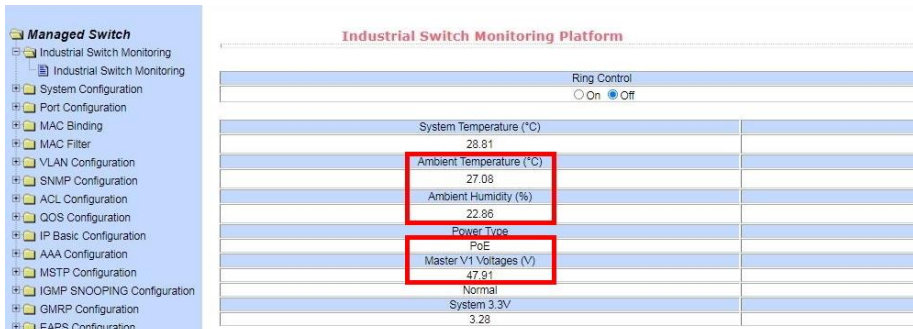 Managed Switch
Industrial Switch Monitoring
Industrial Switch Monitoring
System Configuration
Port Configuration
MAC Binding
MAC Filter
VLAN Configuration
SNMP Configuration
ACL Configuration
QOS Configuration
IP Basic Configuration
AAA Configuration
MSTP Configuration
IGMP SNOOPING Configuration
GMRP Configuration
EAPS Configuration
Industrial Switch Monitoring Platform
Ring Control
On Off
System Temperature (°C)
28.81
Ambient Temperature (°C)
27.08
Ambient Humidity (%)
22.86
Power Type
PoE
Master V1 Voltages (V)
47.91
Normal
System 3.3V
3.28